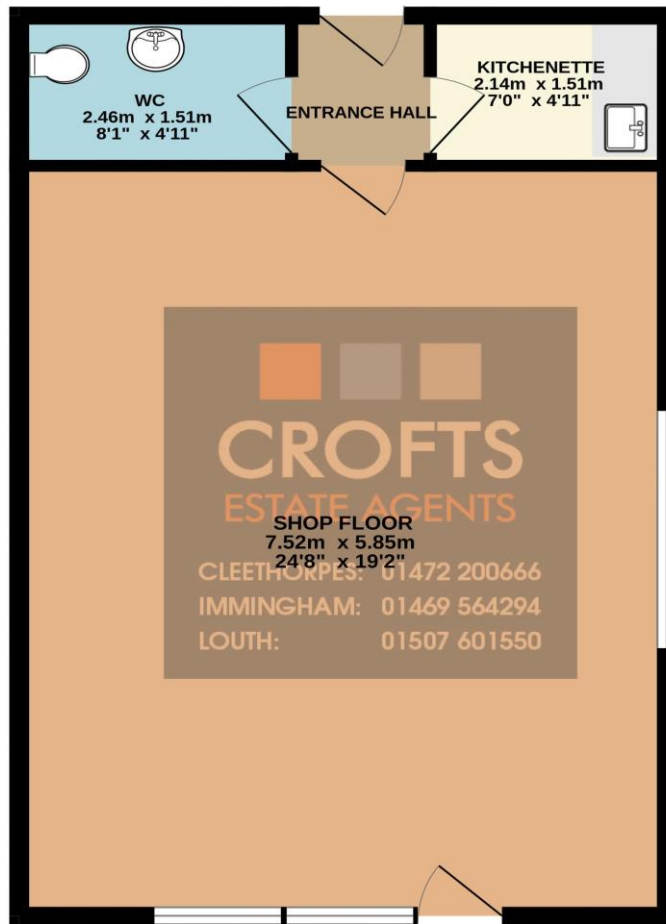 WC
2.46m x 1.51m
8'1" x 4'11"
ENTRANCE HALL
KITCHENETTE
2.14m x 1.51m
7'0" x 4'11"
CROFTS
ESTATE AGENTS
SHOP FLOOR
7.52m x 5.85m
24'8" x 19'2"
CLEETHORPES: 01472 200666
IMMINGHAM: 01469 564294
LOUTH: 01507 601550